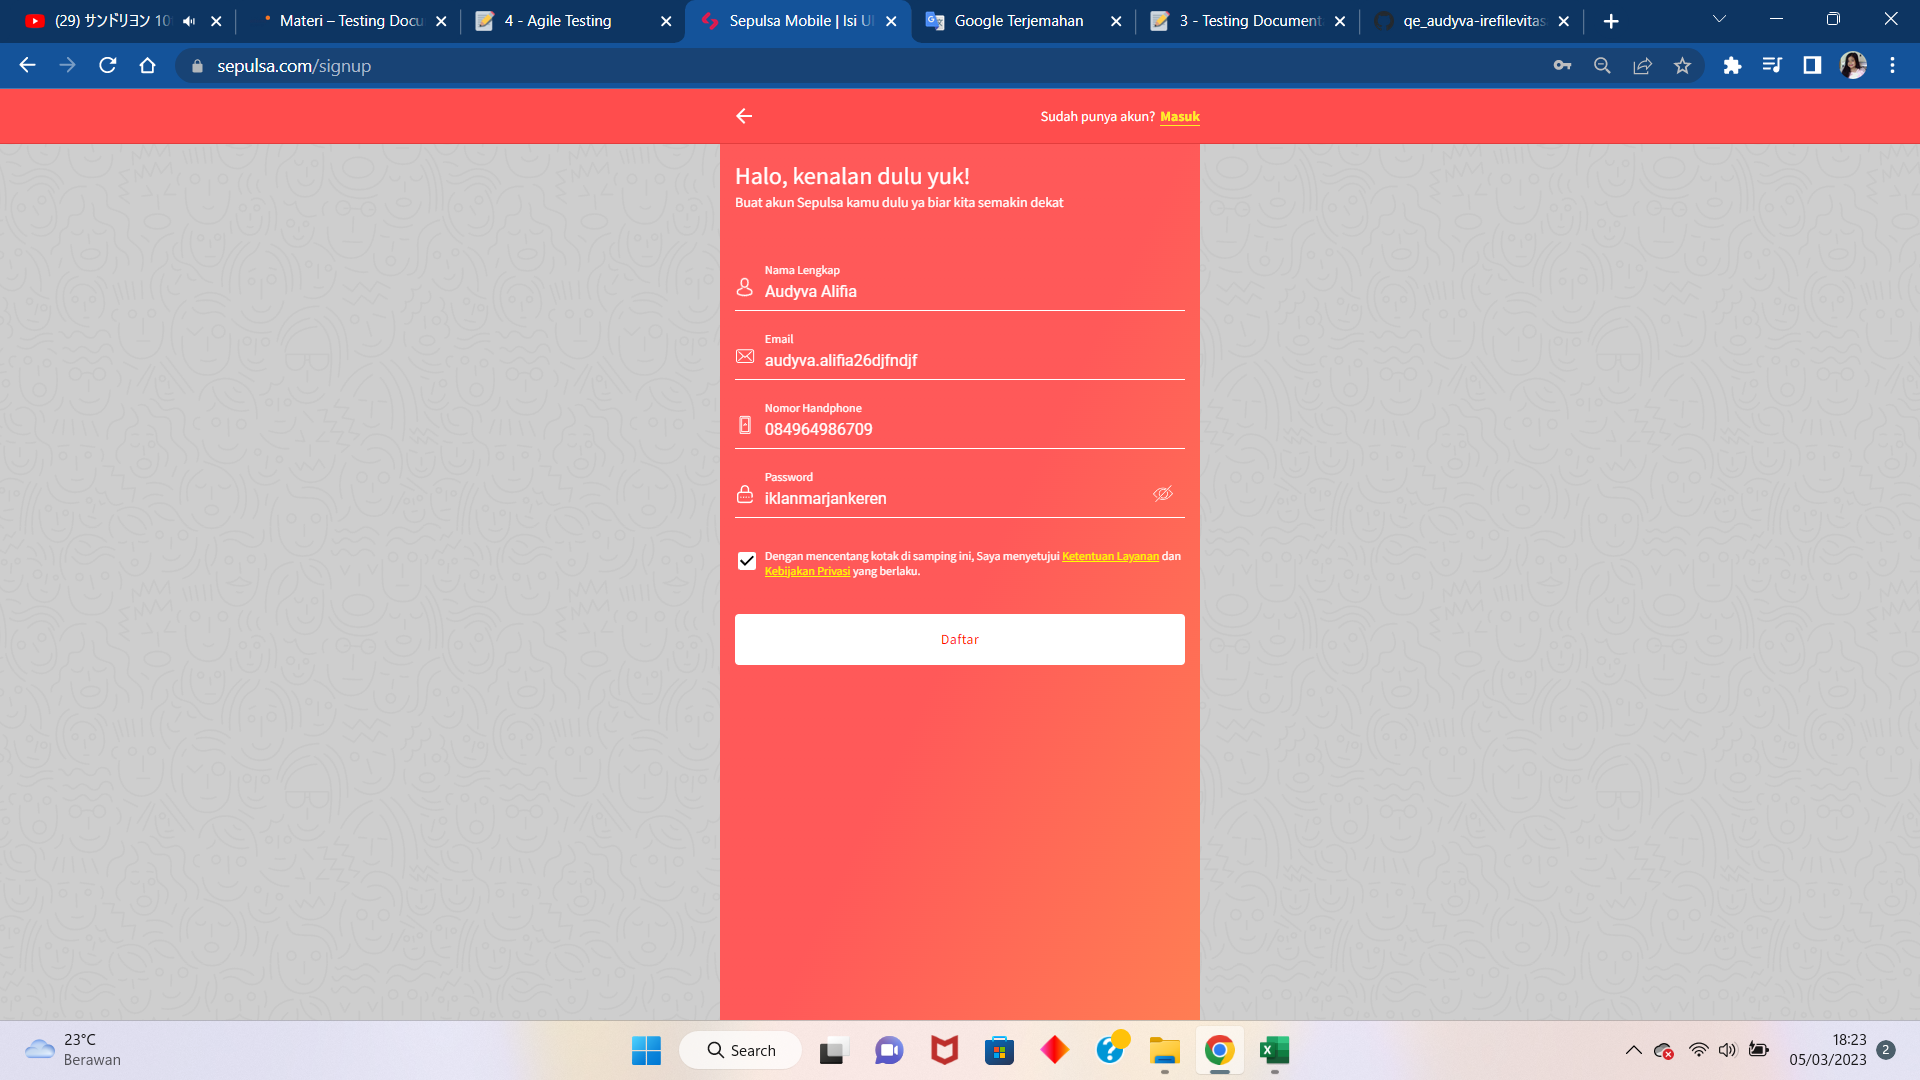 (29) サンドリヨン 10
Materi – Testing Docu
4 - Agile Testing
Sepulsa Mobile | Isi Ul
Google Terjemahan
3 - Testing Document
qe_audyva-irefilevitas
sepulsa.com/signup
Sudah punya akun? Masuk
Halo, kenalan dulu yuk!
Buat akun Sepulsa kamu dulu ya biar kita semakin dekat
Nama Lengkap
Audyva Alifia
Email
audyva.alifia26djfndjf
Nomor Handphone
084964986709
Password
iklanmarjankeren
Dengan mencentang kotak di samping ini, Saya menyetujui Ketentuan Layanan dan
Kebijakan Privasi yang berlaku.
Daftar
23°C
Berawan
Search
18:23
05/03/2023
2